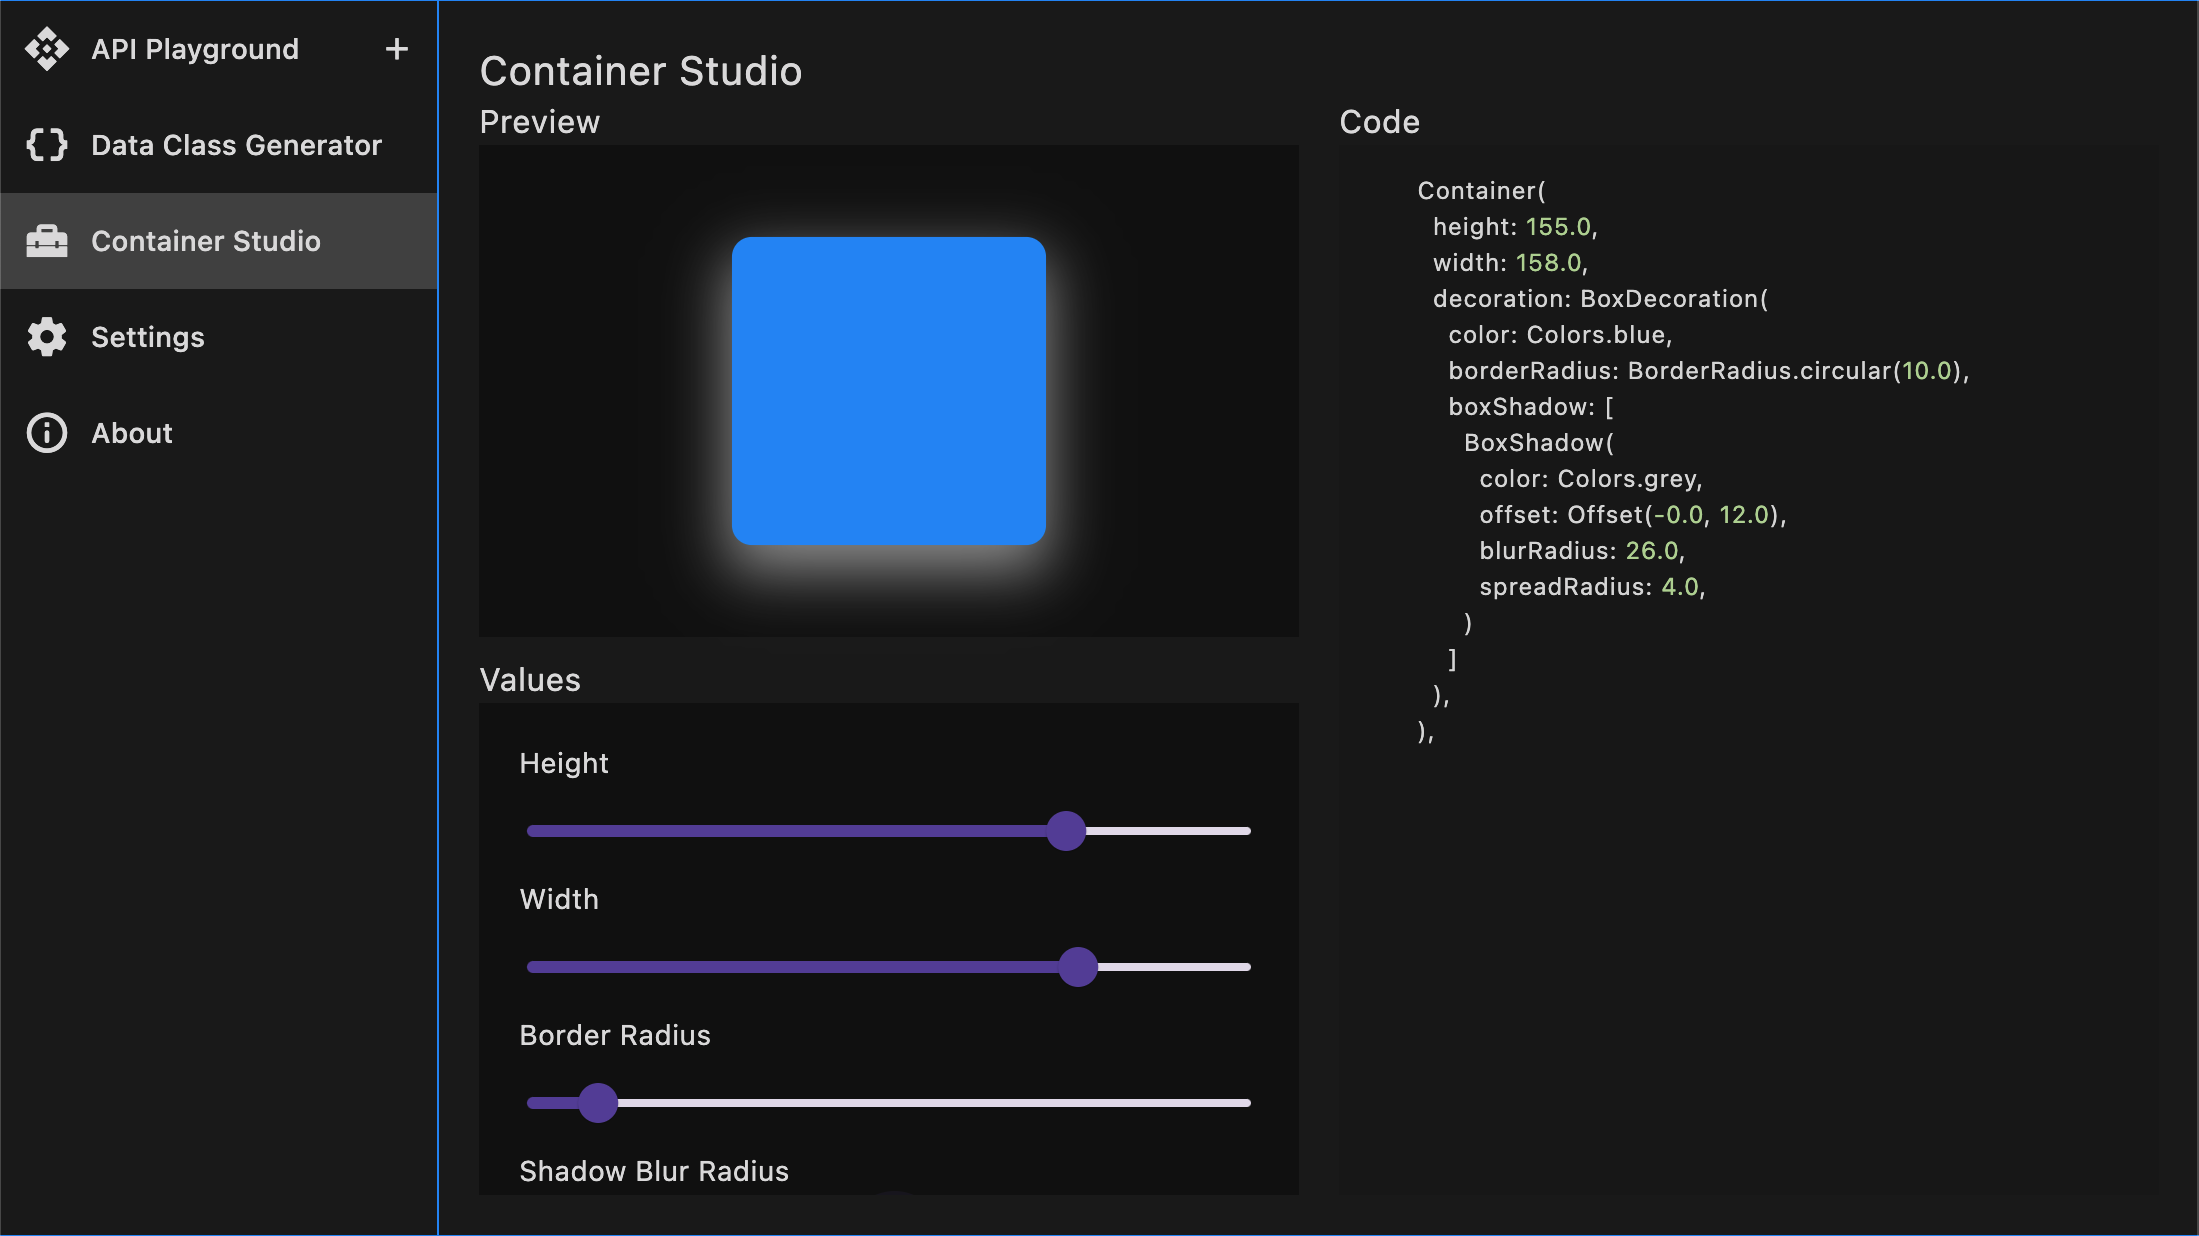 API Playground
Data Class Generator
Container Studio
Settings
About
Container Studio
Preview
Values
Height
Width
Border Radius
Shadow Blur Radius
Code
Container(
height: 155.0,
width: 158.0,
decoration: BoxDecoration(
color: Colors.blue,
borderRadius: BorderRadius.circular(10.0),
boxShadow: [
BoxShadow(
color: Colors.grey,
offset: Offset(-0.0, 12.0),
blurRadius: 26.0,
spreadRadius: 4.0,
)
]
),
),